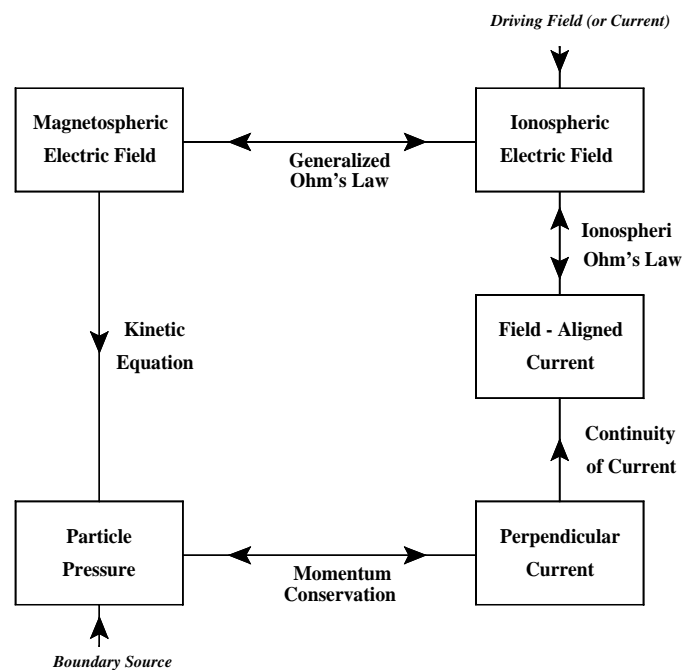 Driving Field (or Current)
Magnetospheric
Electric Field
Ionospheric
Electric Field
Generalized
Ohm's Law
Ionospheri
Ohm's Law
Kinetic
Equation
Field - Aligned
Current
Continuity
of Current
Particle
Pressure
Perpendicular
Current
Momentum
Conservation
Boundary Source